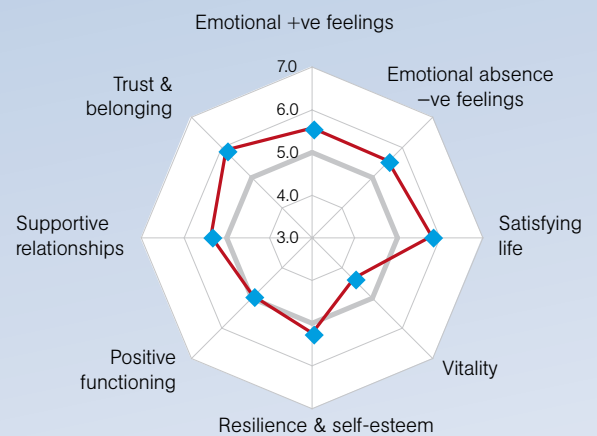 Emotional +ve feelings
7.0
Emotional absence
–ve feelings
Trust &
belonging
6.0
5.0
4.0
3.0
Supportive
relationships
Satisfying
life
Positive
functioning
Vitality
Resilience & self-esteem